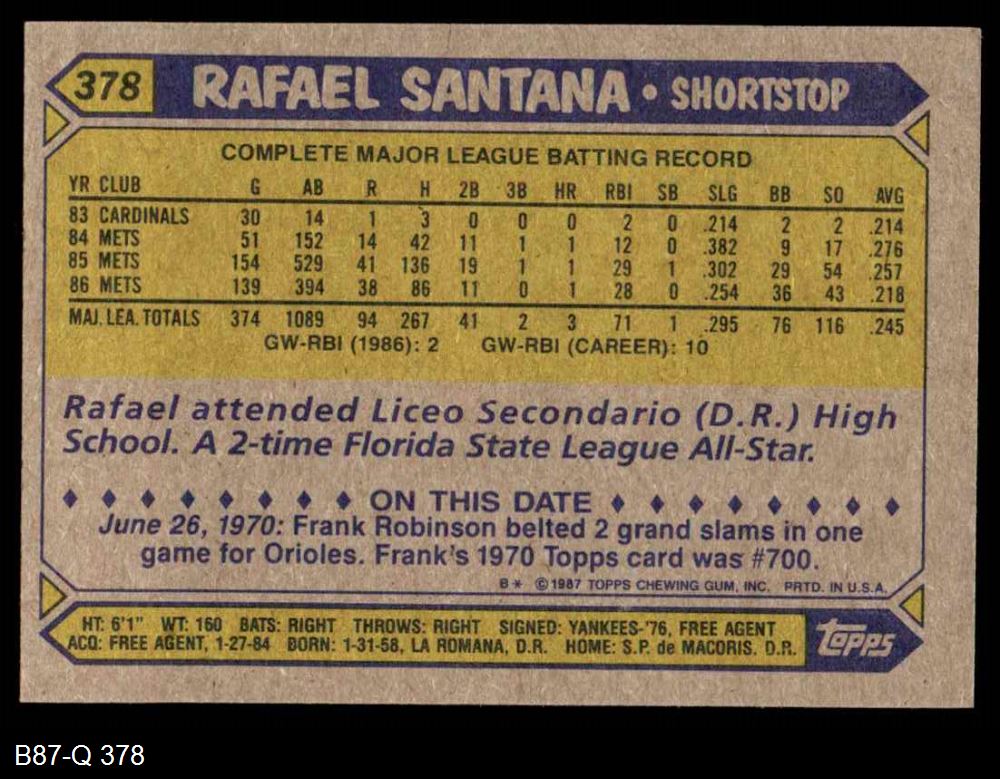 378 RAFAEL SANTANA • SHORTSTOP
COMPLETE MAJOR LEAGUE BATTING RECORD
YR CLUB G AB R H 2B 3B HR RBI SB SLG BB SO AVG
83 CARDINALS 30 14 1 3 0 0 0 2 0 .214 2 2 .214
84 METS 51 152 14 42 11 1 1 12 0 .382 9 17 .276
85 METS 154 529 41 136 19 1 1 29 1 .302 29 54 .257
86 METS 139 394 38 86 11 0 1 28 0 .254 36 43 .218
MAJ. LEA. TOTALS 374 1089 94 267 41 2 3 71 1 .295 76 116 .245
GW-RBI (1986): 2 GW-RBI (CAREER): 10
Rafael attended Liceo Secondario (D.R.) High
School. A 2-time Florida State League All-Star.
ON THIS DATE
June 26, 1970: Frank Robinson belted 2 grand slams in one
game for Orioles. Frank's 1970 Topps card was #700.
B* ©1987 TOPPS CHEWING GUM, INC. PRTD. IN U.S.A.
HT: 6'1" WT: 160 BATS: RIGHT THROWS: RIGHT SIGNED: YANKEES-'76, FREE AGENT
ACQ: FREE AGENT, 1-27-84 BORN: 1-31-58, LA ROMANA, D.R. HOME: S.P. de MACORIS. D.R.
topps
B87-Q 378